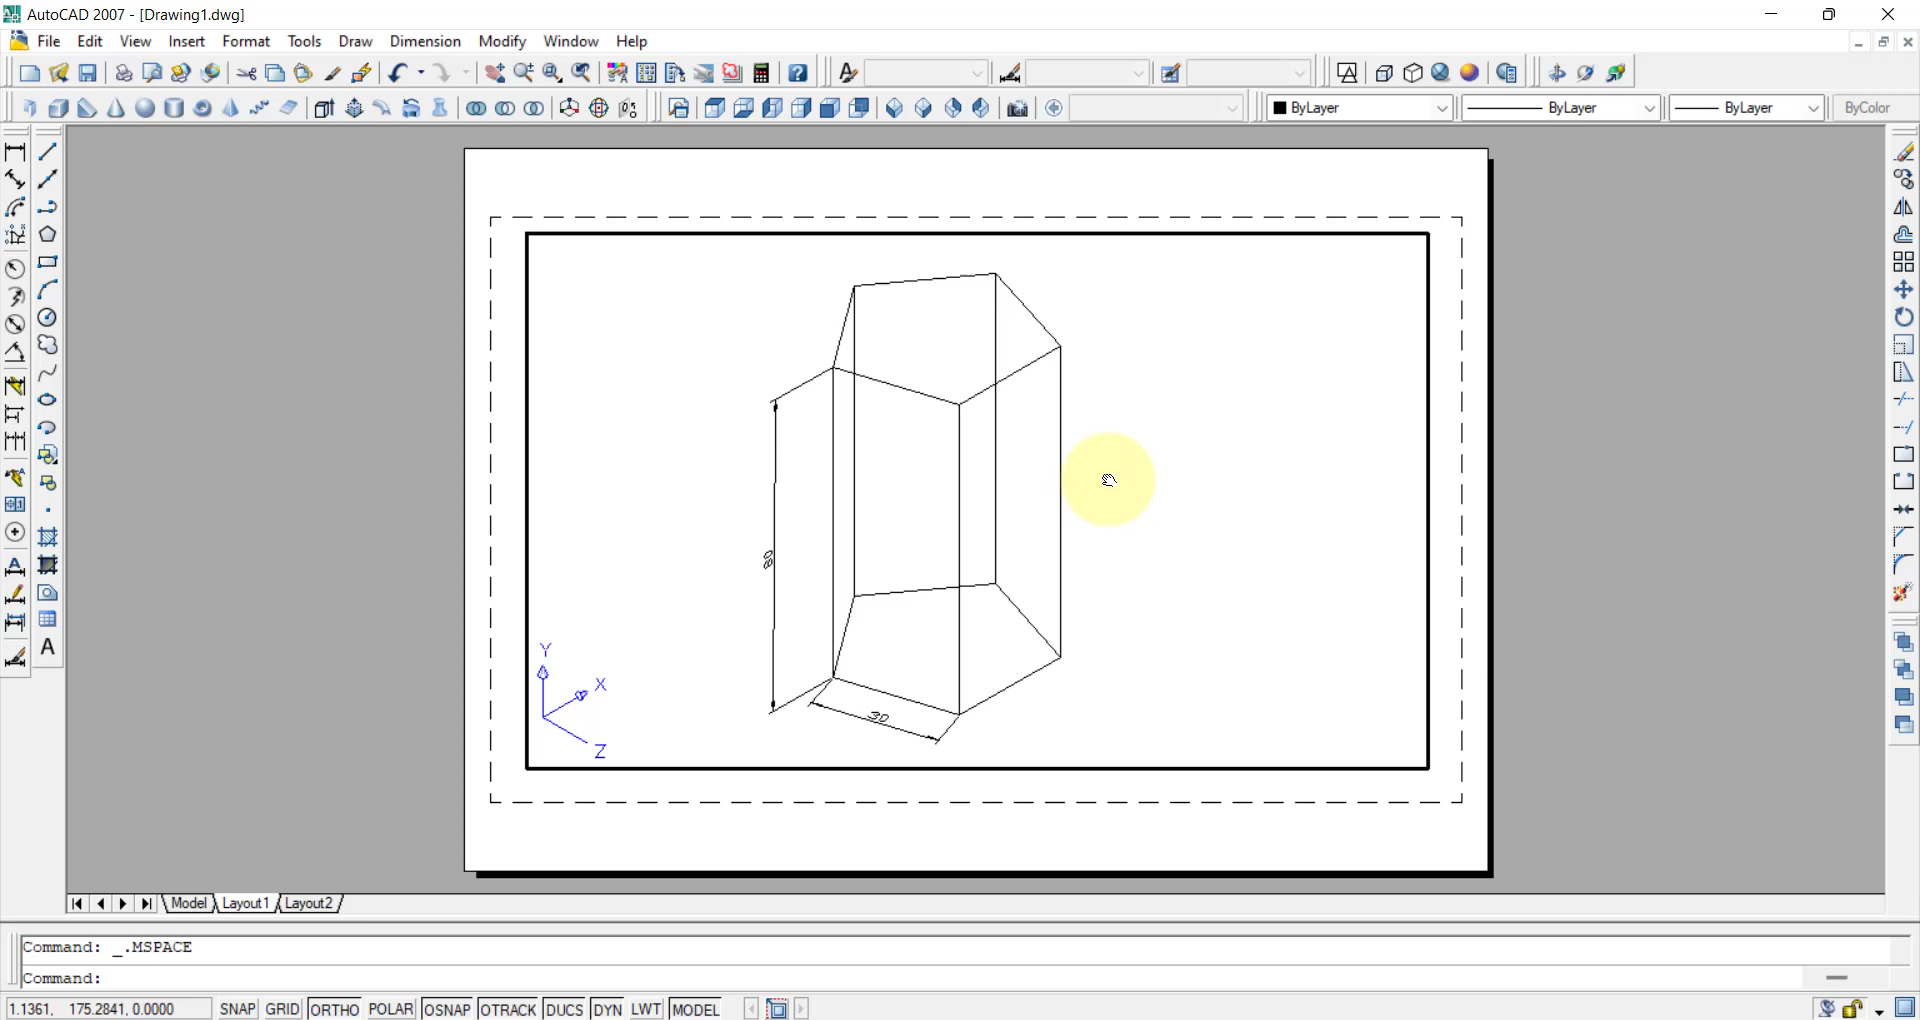 AutoCAD 2007 - [Drawing1.dwg]
File Edit View Insert Format Tools Draw Dimension Modify Window Help
ByLayer ByLayer ByLayer ByColor
80
30
Y
X
Z
Model Layout1 Layout2
Command: _.MSPACE
Command:
1.1361, 175.2841, 0.0000 SNAP GRID ORTHO POLAR OSNAP OTRACK DUCS DYN LWT MODEL